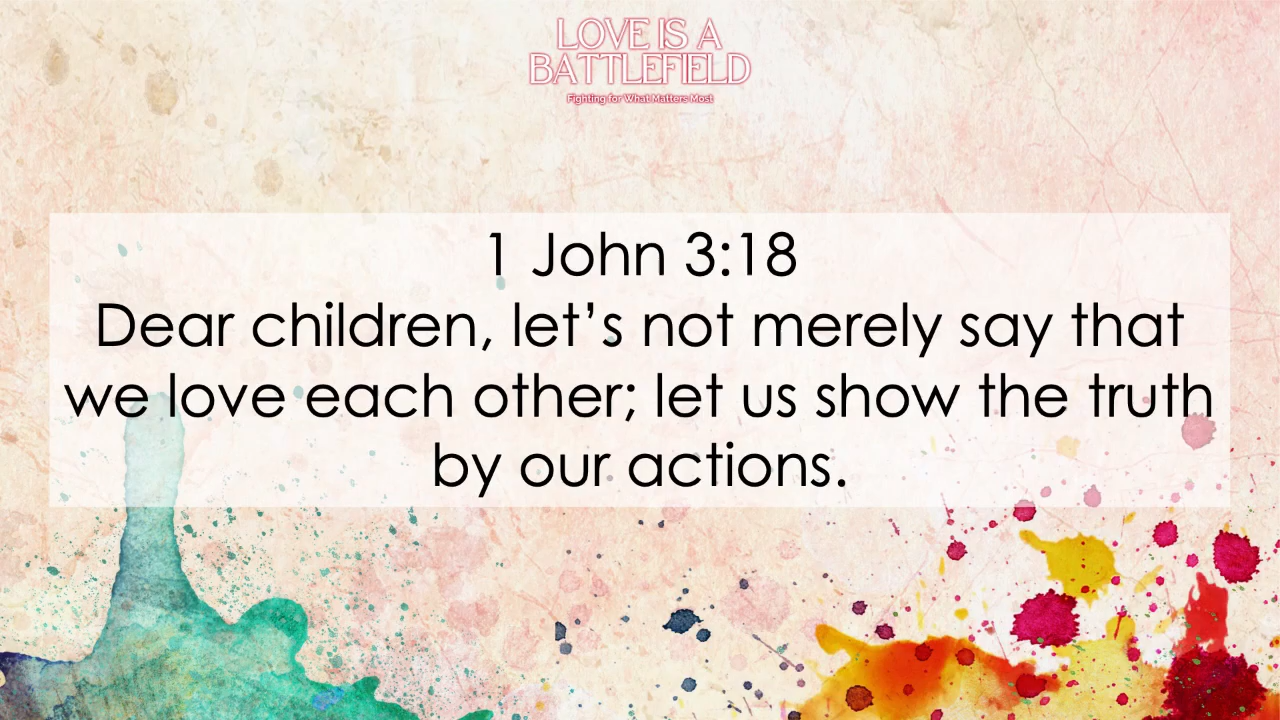 LOVE IS A
BATTLEFIELD
Fighting for What Matters Most
1 John 3:18
Dear children, let’s not merely say that
we love each other; let us show the truth
by our actions.